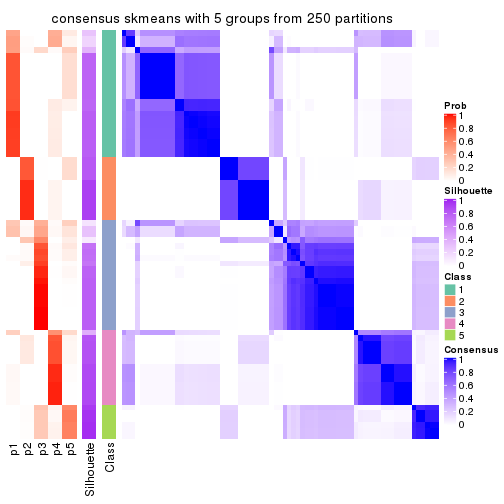 consensus skmeans with 5 groups from 250 partitions
Prob
1
0.8
0.6
0.4
0.2
0
Silhouette
1
0.8
0.6
0.4
0.2
0
Class
1
2
3
4
5
Consensus
1
0.8
0.6
0.4
0.2
0
p1
p2
p3
p4
p5
Silhouette
Class